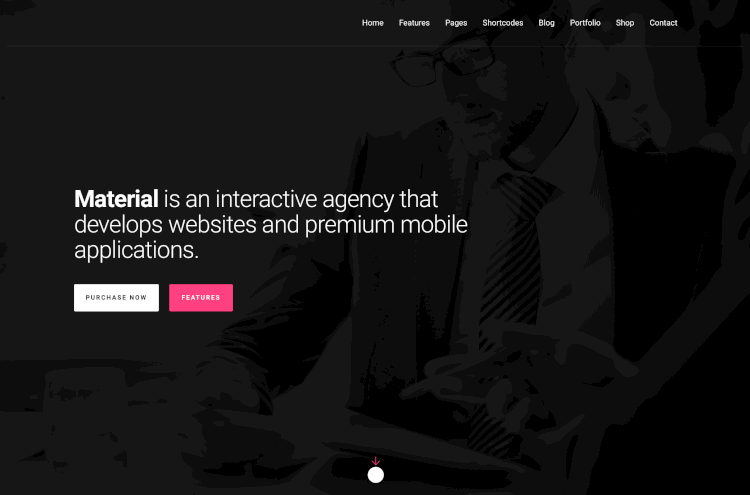 Home Features Pages Shortcodes Blog Portfolio Shop Contact
Material is an interactive agency that
develops websites and premium mobile
applications.
PURCHASE NOW FEATURES